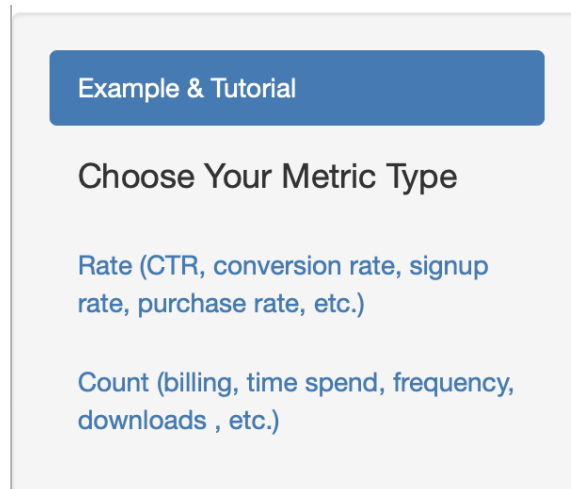 Example & Tutorial
Choose Your Metric Type
Rate (CTR, conversion rate, signup
rate, purchase rate, etc.)
Count (billing, time spend, frequency,
downloads , etc.)